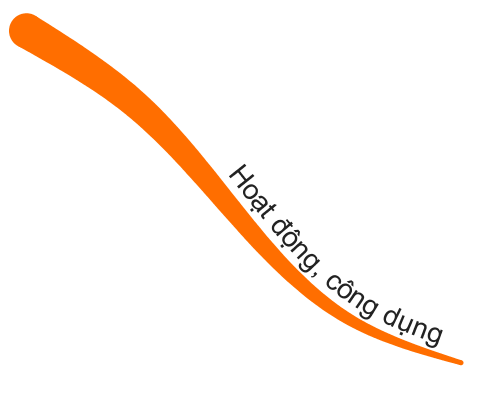 Hoạt động, công dụng